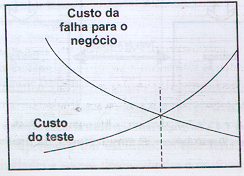 Custo da
falha para o
negócio
Custo
do teste